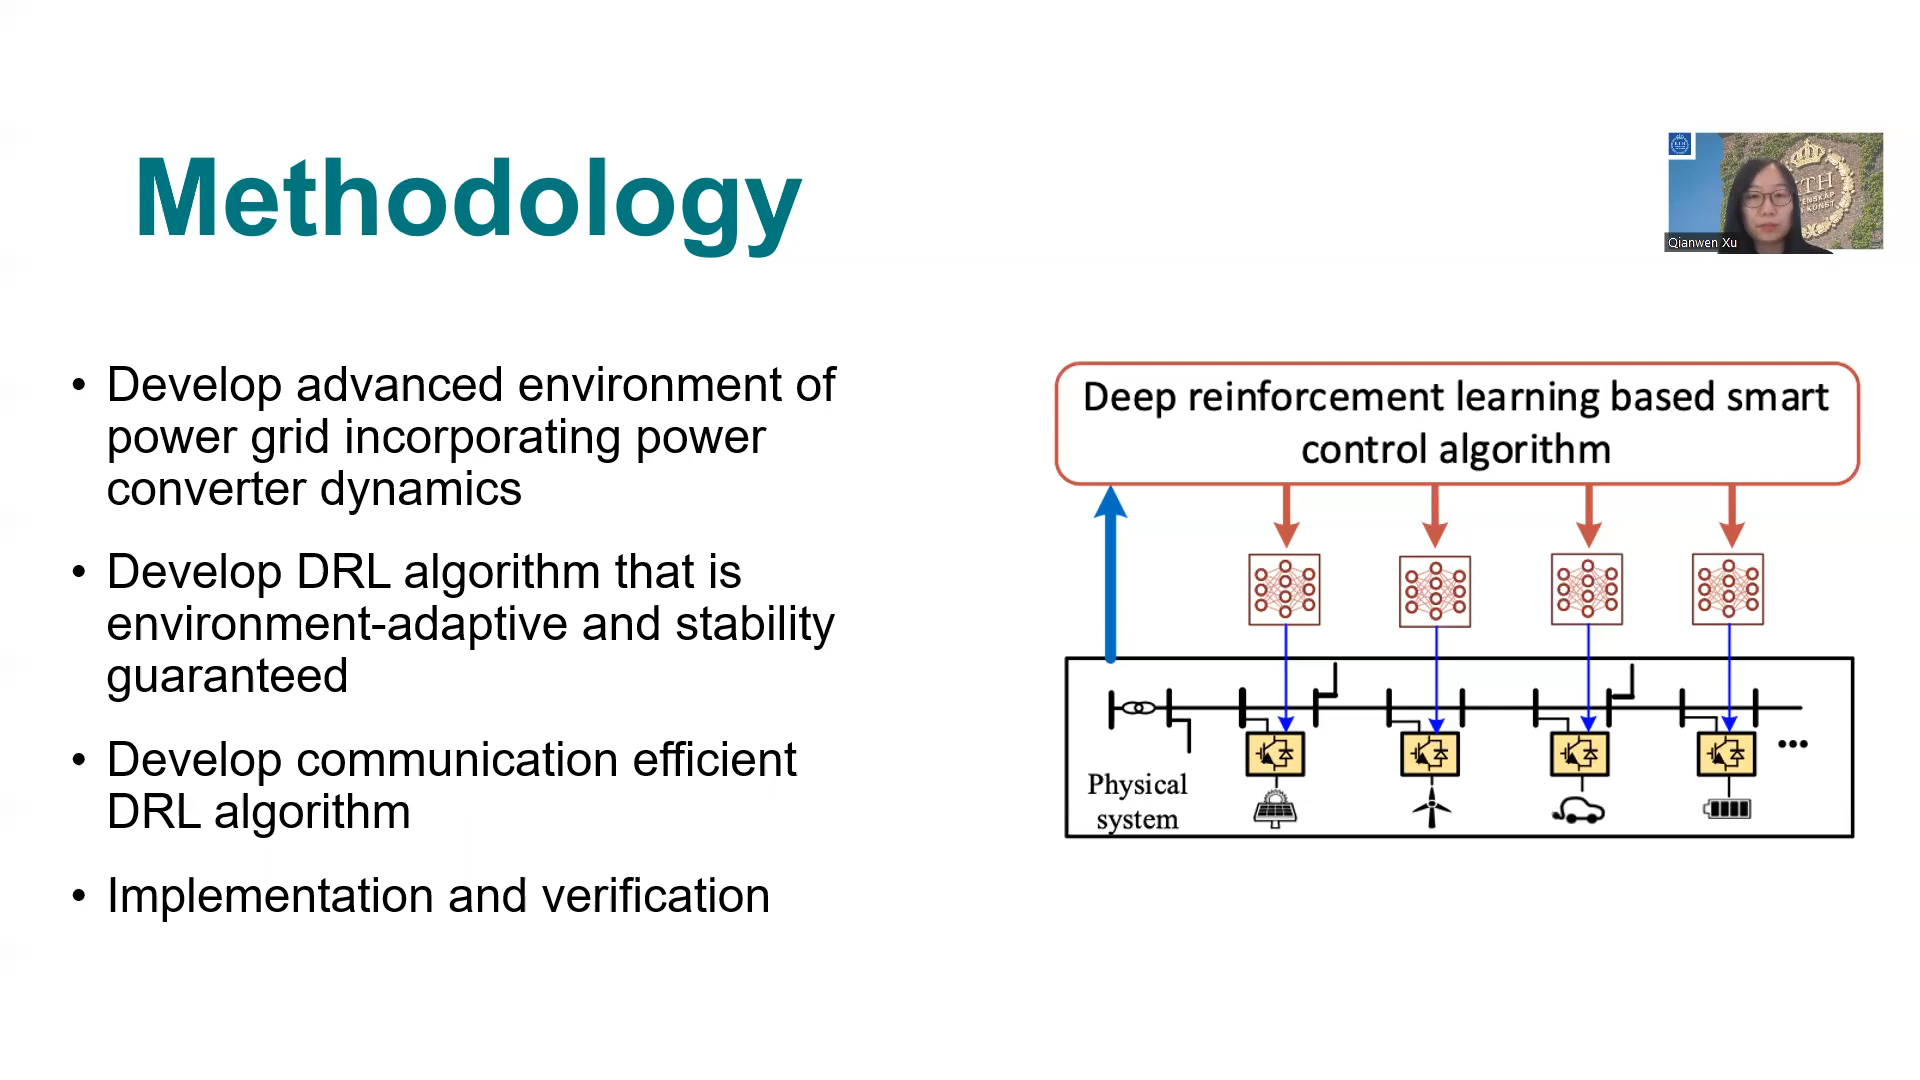 Methodology
Qianwen Xu
KTH
• Develop advanced environment of
power grid incorporating power
converter dynamics
• Develop DRL algorithm that is
environment-adaptive and stability
guaranteed
• Develop communication efficient
DRL algorithm
• Implementation and verification
Deep reinforcement learning based smart
control algorithm
Physical
system
•••